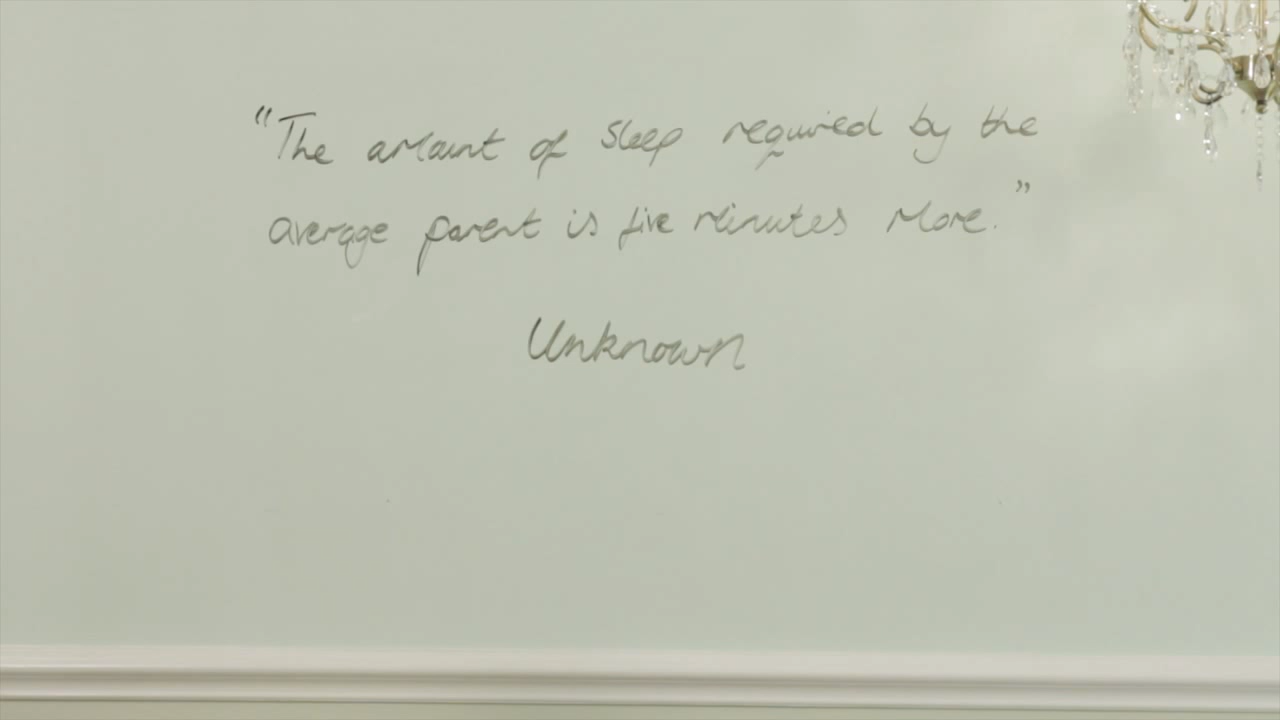 “The amount of sleep required by the
average parent is five minutes more.”
Unknown